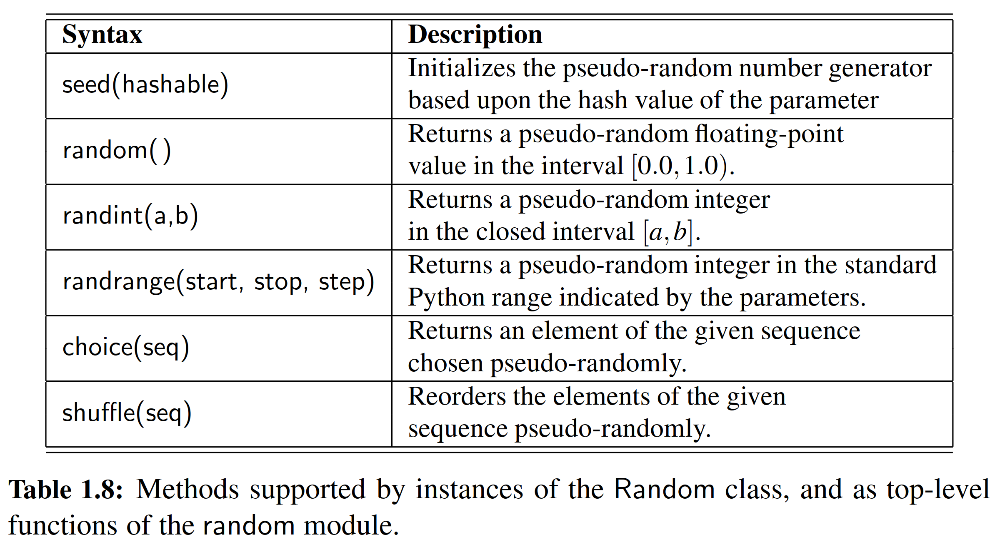 Syntax Description
seed(hashable) Initializes the pseudo-random number generator
based upon the hash value of the parameter
random( ) Returns a pseudo-random floating-point
value in the interval [0.0, 1.0).
randint(a,b) Returns a pseudo-random integer
in the closed interval [a, b].
randrange(start, stop, step) Returns a pseudo-random integer in the standard
Python range indicated by the parameters.
choice(seq) Returns an element of the given sequence
chosen pseudo-randomly.
shuffle(seq) Reorders the elements of the given
sequence pseudo-randomly.
Table 1.8: Methods supported by instances of the Random class, and as top-level
functions of the random module.